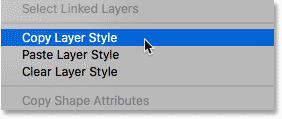 Select Linked Layers
Copy Layer Style
Paste Layer Style
Clear Layer Style
Copy Shape Attributes